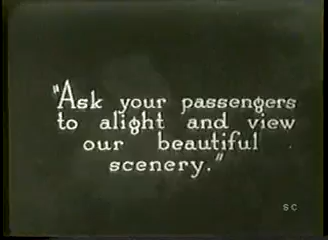 "Ask your passengers
to alight and view
our beautiful
scenery."
SC